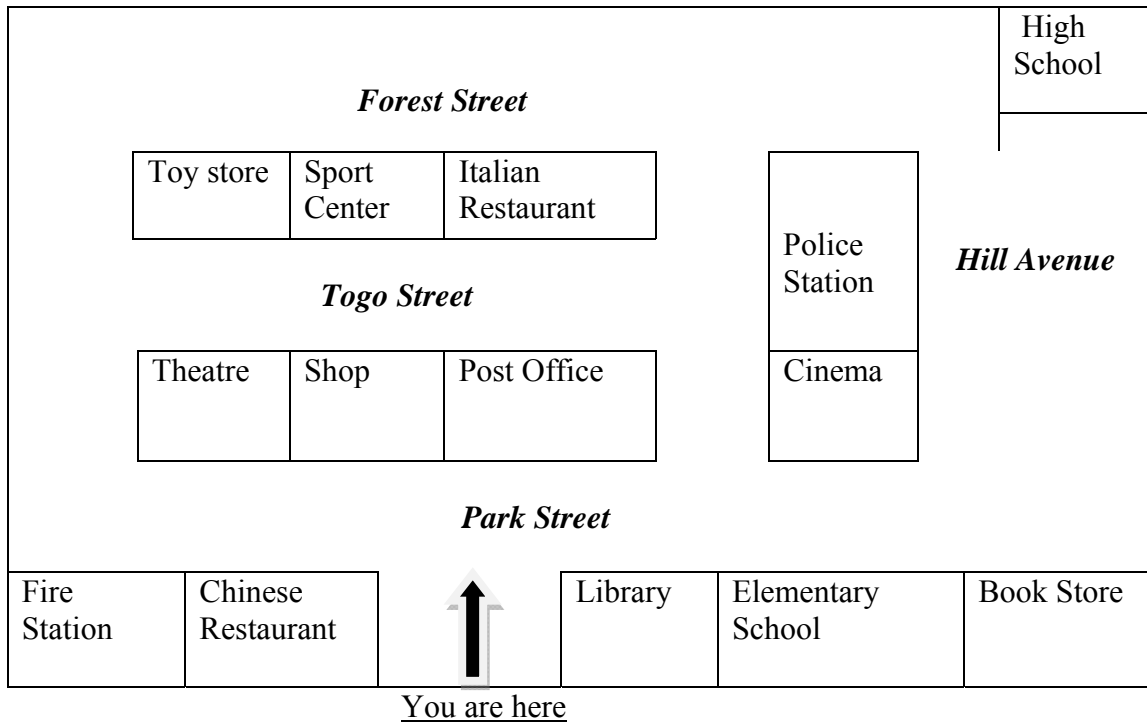 High
School
Forest Street
Toy store
Sport
Center
Italian
Restaurant
Police
Station
Hill Avenue
Togo Street
Theatre
Shop
Post Office
Cinema
Park Street
Fire
Station
Chinese
Restaurant
Library
Elementary
School
Book Store
You are here